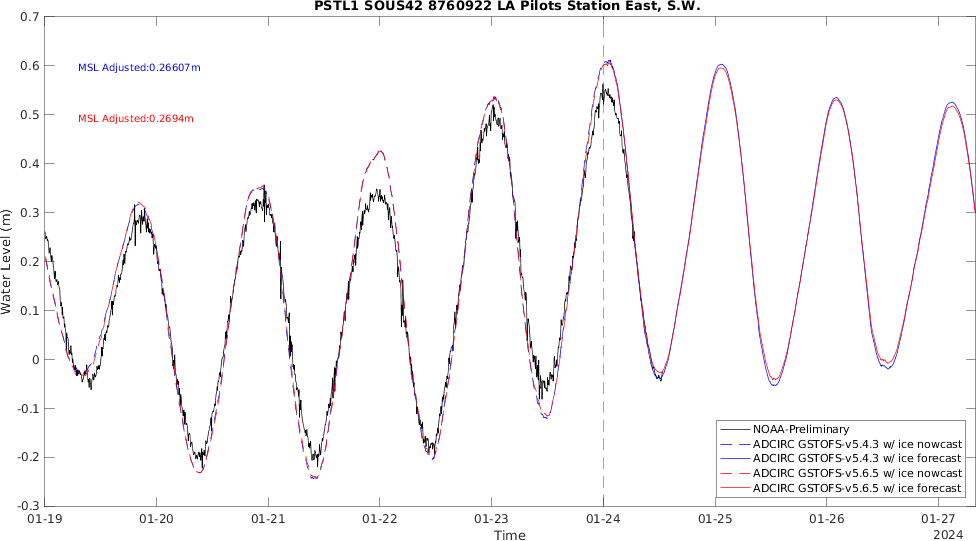 PSTL1 SOUS42 8760922 LA Pilots Station East, S.W.
0.7
0.6
0.5
0.4
0.3
0.2
0.1
0
-0.1
-0.2
-0.3
Water Level (m)
MSL Adjusted:0.26607m
MSL Adjusted:0.2694m
NOAA-Preliminary
ADCIRC GSTOFS-v5.4.3 w/ ice nowcast
ADCIRC GSTOFS-v5.4.3 w/ ice forecast
ADCIRC GSTOFS-v5.6.5 w/ ice nowcast
ADCIRC GSTOFS-v5.6.5 w/ ice forecast
01-19 01-20 01-21 01-22 01-23 01-24 01-25 01-26 01-27
Time
2024